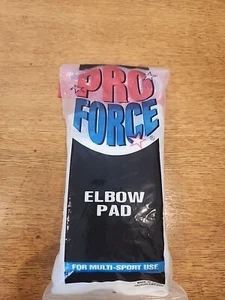 PRO
FORCE
®
ELBOW
PAD
FOR MULTI-SPORT USE